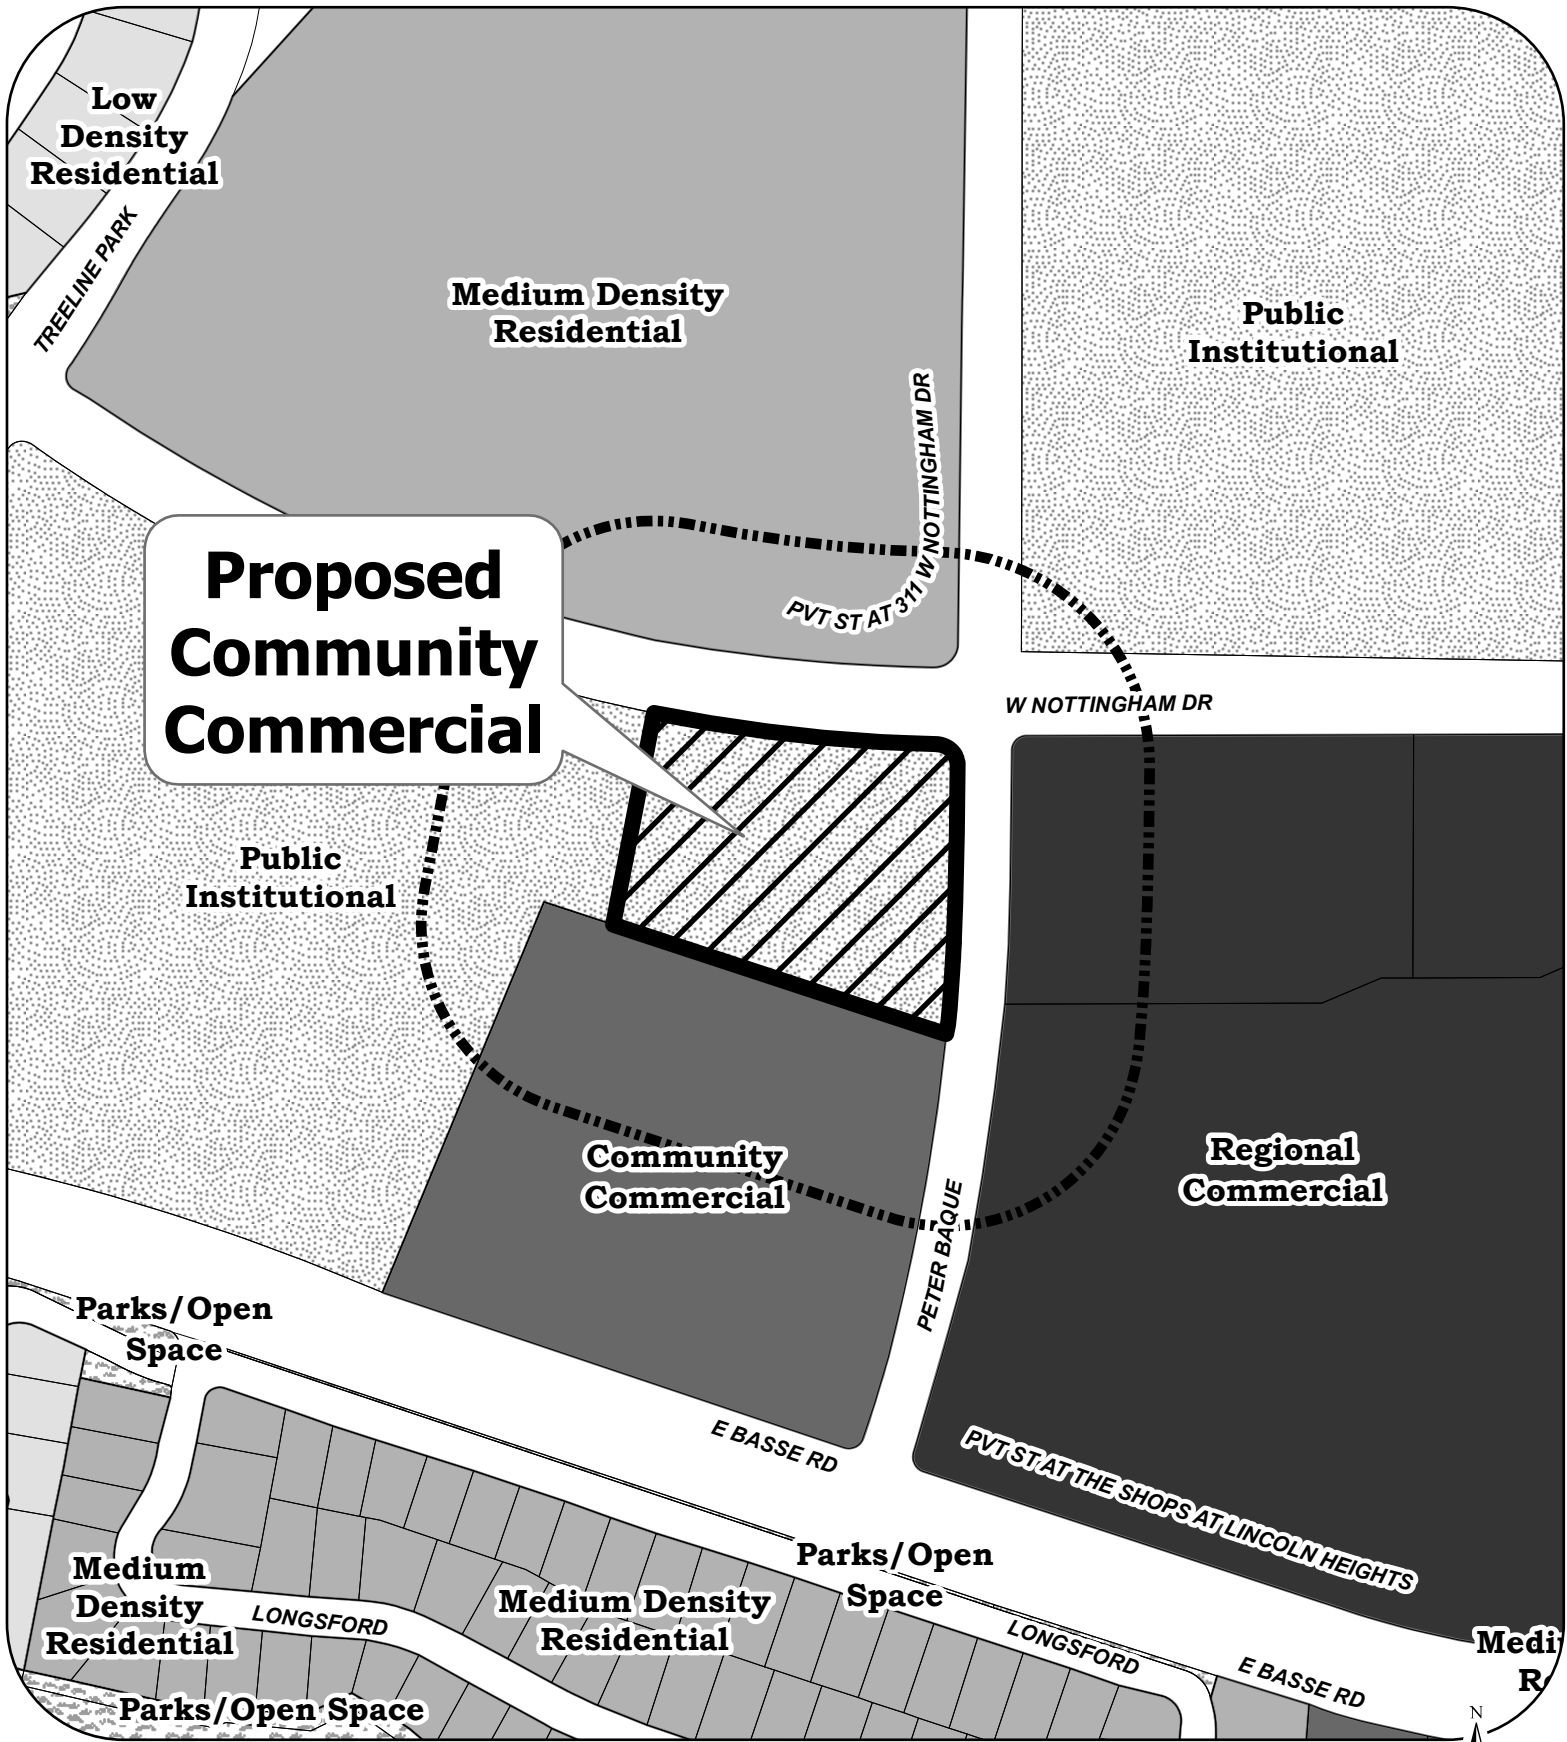 Low
Density
Residential
TREELINE PARK
Medium Density
Residential
Public
Institutional
PVT ST AT 311 W NOTTINGHAM DR
Proposed
Community
Commercial
W NOTTINGHAM DR
Public
Institutional
Community
Commercial
Regional
Commercial
PETER BAQUE
Parks/Open
Space
E BASSE RD
PVT ST AT THE SHOPS AT LINCOLN HEIGHTS
Parks/Open
Space
Medium
Density
Residential
LONGSFORD
Medium Density
Residential
LONGSFORD
E BASSE RD
Parks/Open Space
N